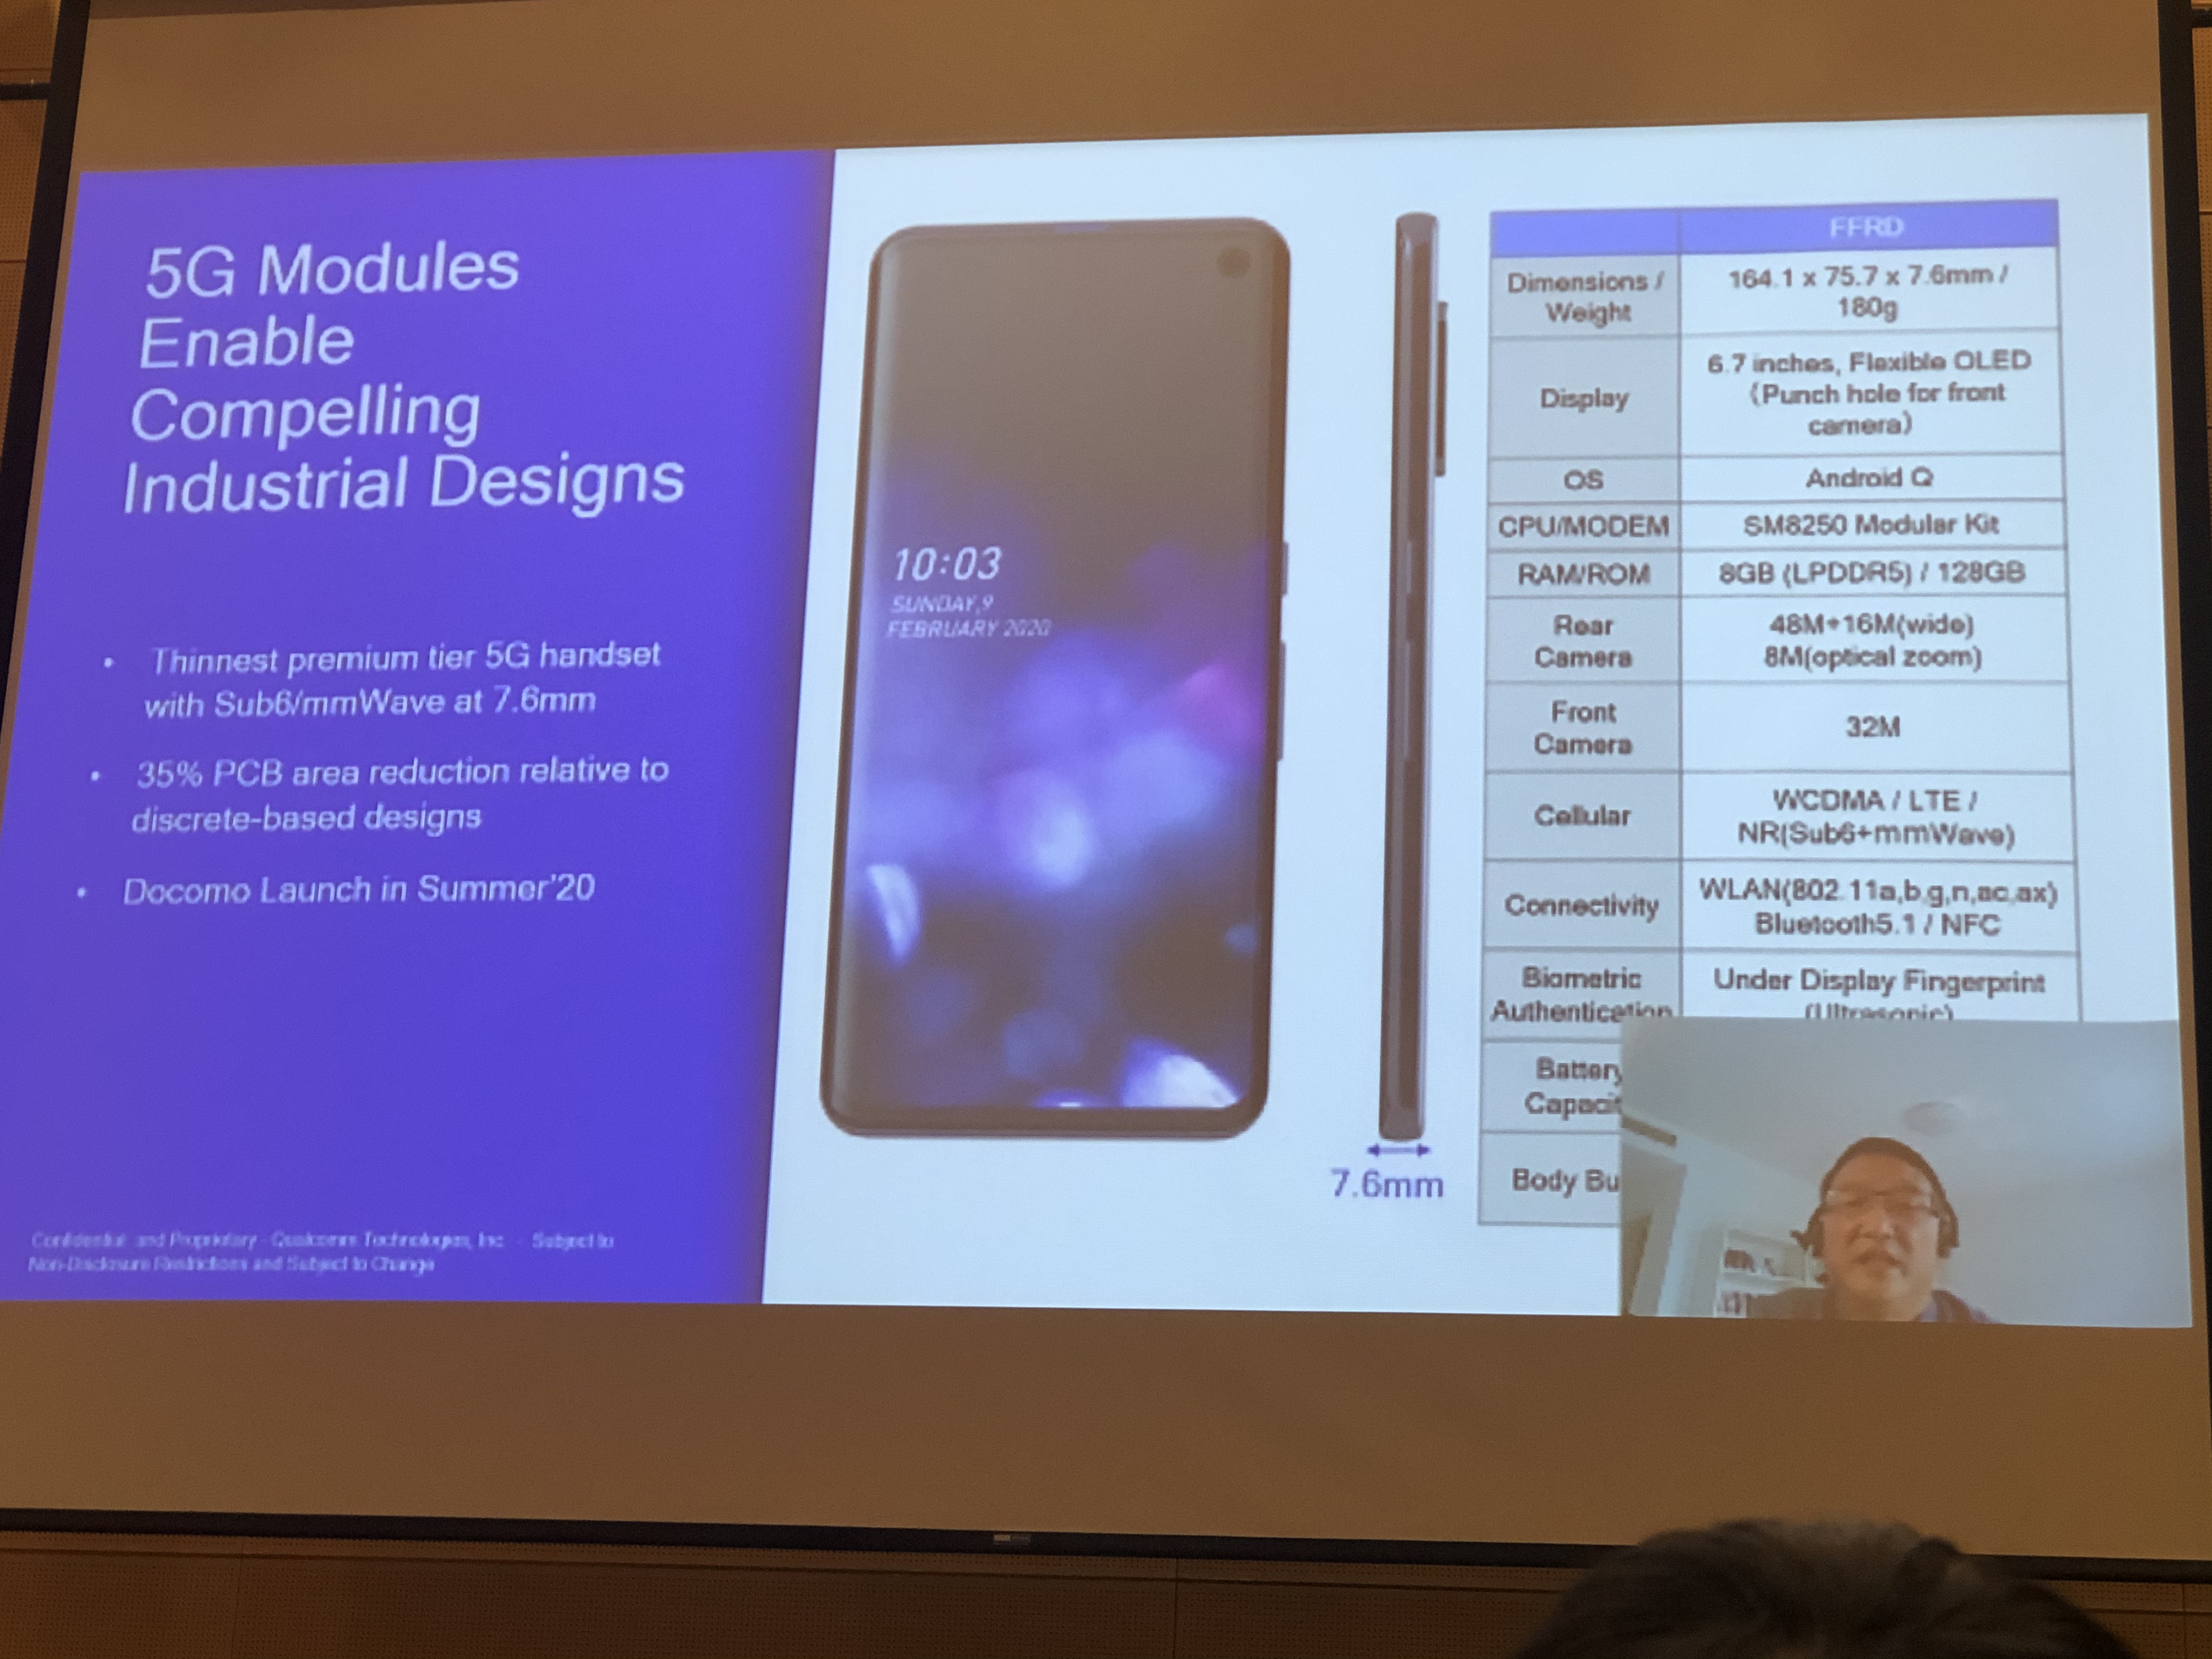 5G Modules
Enable
Compelling
Industrial Designs
• Thinnest premium tier 5G handset
with Sub6/mmWave at 7.6mm
• 35% PCB area reduction relative to
discrete-based designs
• Docomo Launch in Summer'20
Confidential and Proprietary - Qualcomm Technologies, Inc. - Subject to
Non-Disclosure Restrictions and Subject to Change
10:03
SUNDAY,9
FEBRUARY 2020
7.6mm
FFRD
Dimensions /
Weight
164.1 x 75.7 x 7.6mm /
180g
Display
6.7 inches, Flexible OLED
(Punch hole for front
camera)
OS
Android Q
CPU/MODEM
SM8250 Modular Kit
RAM/ROM
8GB (LPDDR5) / 128GB
Rear
Camera
48M+16M(wide)
8M(optical zoom)
Front
Camera
32M
Cellular
WCDMA / LTE /
NR(Sub6+mmWave)
Connectivity
WLAN(802.11a,b,g,n,ac,ax)
Bluetooth5.1 / NFC
Biometric
Authentication
Under Display Fingerprint
(Ultrasonic)
Battery
Capacit
Body Bu